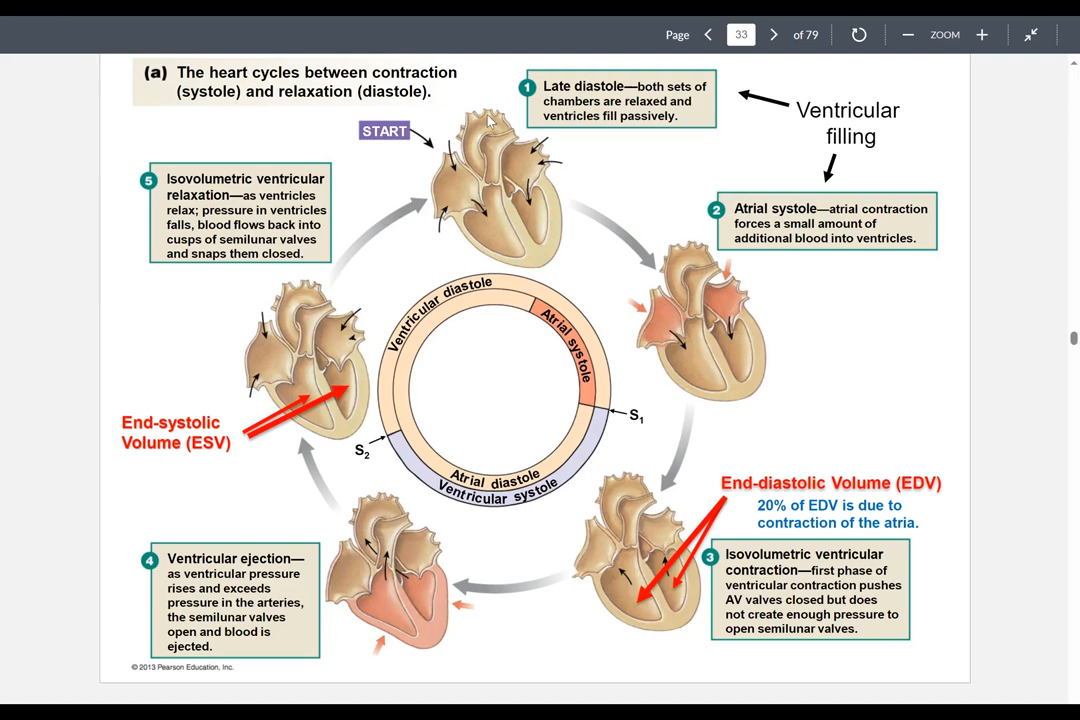 Page
33
of 79
ZOOM
(a) The heart cycles between contraction
(systole) and relaxation (diastole).
START
1
Late diastole—both sets of
chambers are relaxed and
ventricles fill passively.
Ventricular
filling
2
Atrial systole—atrial contraction
forces a small amount of
additional blood into ventricles.
5
Isovolumetric ventricular
relaxation—as ventricles
relax; pressure in ventricles
falls, blood flows back into
cusps of semilunar valves
and snaps them closed.
Ventricular diastole
Atrial systole
S1
S2
Atrial diastole
Ventricular systole
End-systolic
Volume (ESV)
End-diastolic Volume (EDV)
20% of EDV is due to
contraction of the atria.
3
Isovolumetric ventricular
contraction—first phase of
ventricular contraction pushes
AV valves closed but does
not create enough pressure to
open semilunar valves.
4
Ventricular ejection—
as ventricular pressure
rises and exceeds
pressure in the arteries,
the semilunar valves
open and blood is
ejected.
© 2013 Pearson Education, Inc.